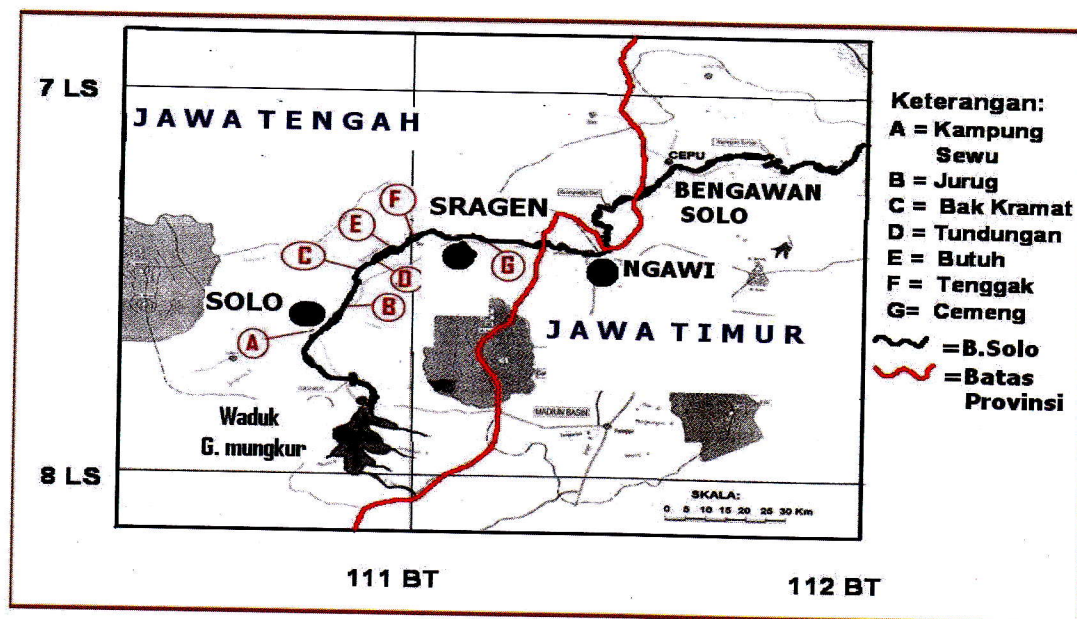 7 LS
JAWA TENGAH
CEPU
BENGAWAN
SOLO
SRAGEN
F
E
C
D
G
NGAWI
SOLO
B
A
JAWA TIMUR
MADIUN BASIN
Waduk
G. mungkur
8 LS
SKALA:
0 5 10 15 20 25 30 Km
111 BT
112 BT
Keterangan:
A = Kampung
Sewu
B = Jurug
C = Bak Kramat
D = Tundungan
E = Butuh
F = Tenggak
G= Cemeng
=B.Solo
=Batas
Provinsi